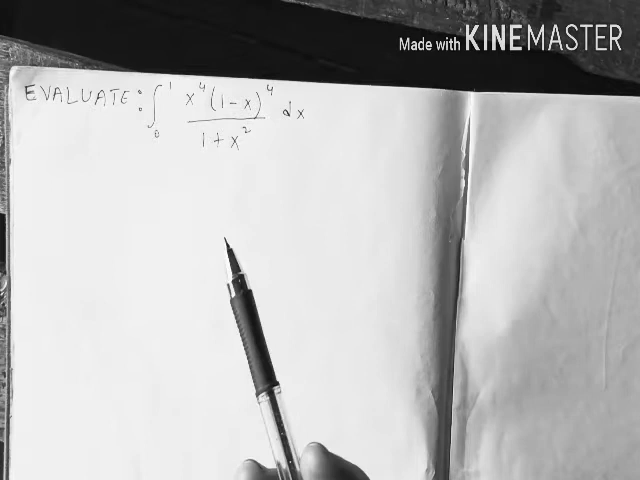 Made with KINEMASTER
EVALUATE: ∫₀¹ x⁴(1-x)⁴/(1+x²) dx